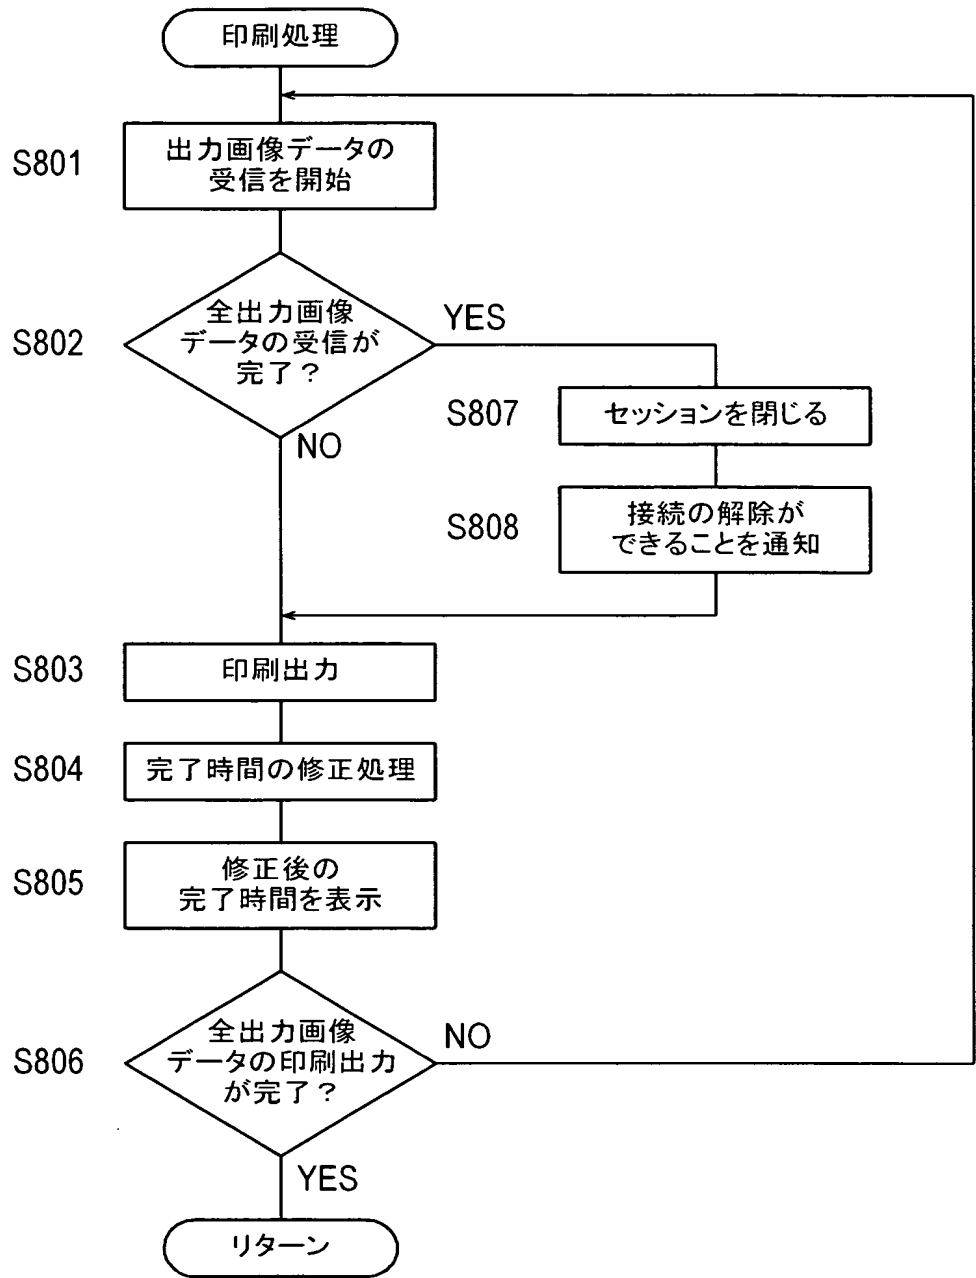 印刷処理
S801
出力画像データの
受信を開始
S802
全出力画像
データの受信が
完了？
YES
NO
S807
セッションを閉じる
S808
接続の解除が
できることを通知
S803
印刷出力
S804
完了時間の修正処理
S805
修正後の
完了時間を表示
S806
全出力画像
データの印刷出力
が完了？
NO
YES
リターン